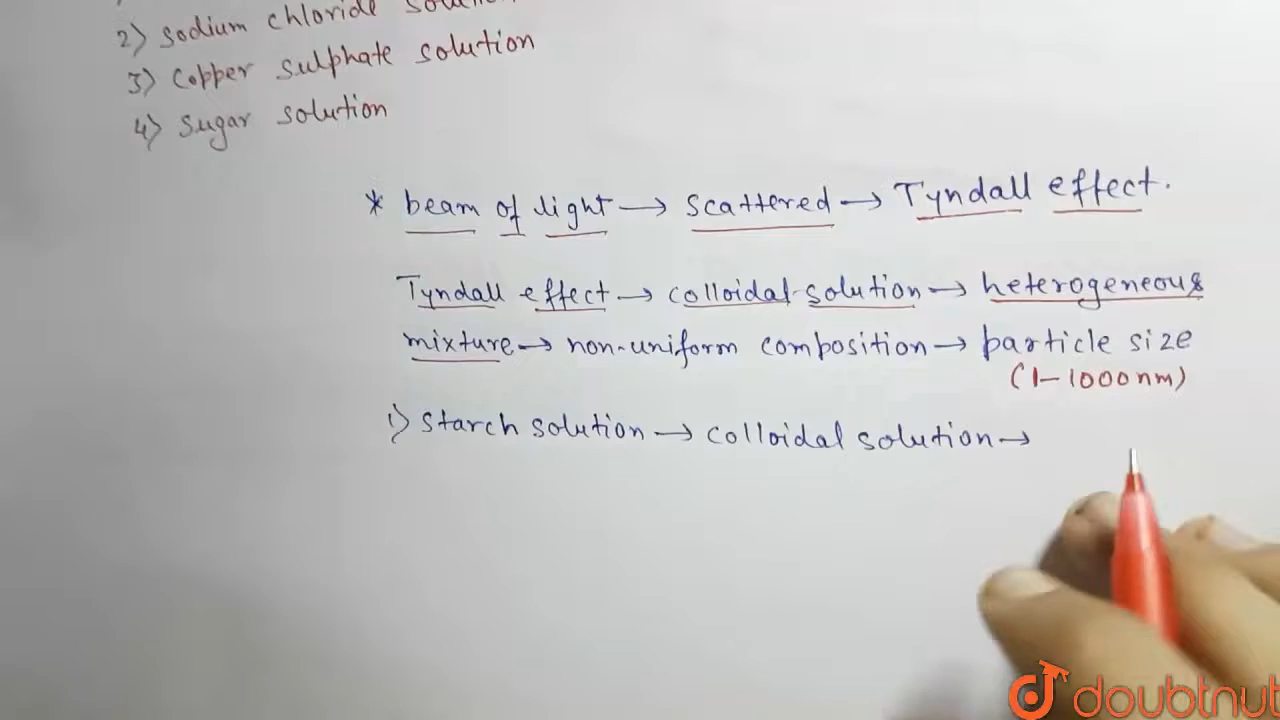 2) Sodium chloride
3) Copper sulphate solution
4) Sugar solution
* beam of light → scattered → Tyndall effect.
Tyndall effect → colloidal solution → heterogeneous
mixture → non-uniform composition → particle size
(1-1000nm)
1) Starch solution → colloidal solution →
doubtnut